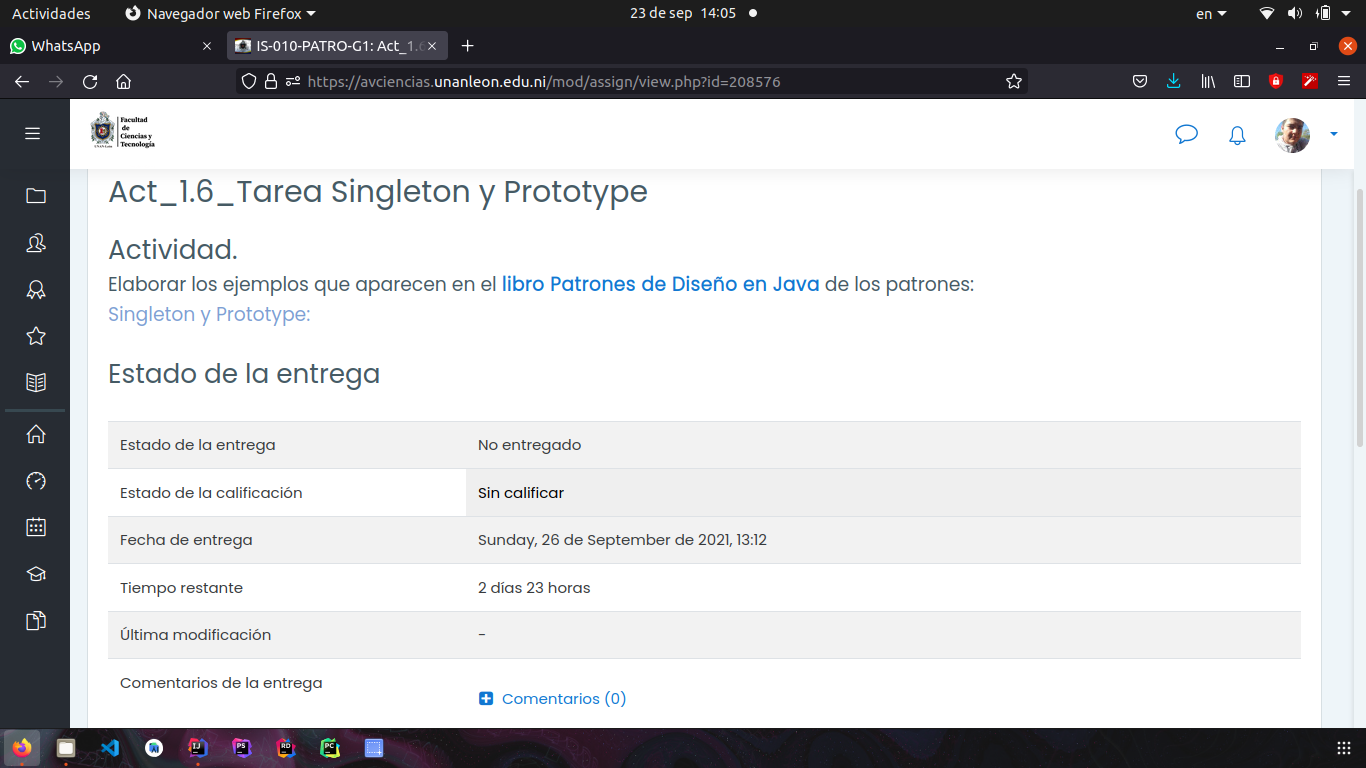 Actividades
Navegador web Firefox
23 de sep 14:05
en
WhatsApp
IS-010-PATRO-G1: Act_1.6
https://avciencias.unanleon.edu.ni/mod/assign/view.php?id=208576
Facultad
de
Ciencias y
Tecnología
Act_1.6_Tarea Singleton y Prototype
Actividad.
Elaborar los ejemplos que aparecen en el libro Patrones de Diseño en Java de los patrones:
Singleton y Prototype:
Estado de la entrega
Estado de la entrega No entregado
Estado de la calificación Sin calificar
Fecha de entrega Sunday, 26 de September de 2021, 13:12
Tiempo restante 2 días 23 horas
Última modificación -
Comentarios de la entrega
Comentarios (0)
IJ
PS
RD
PC